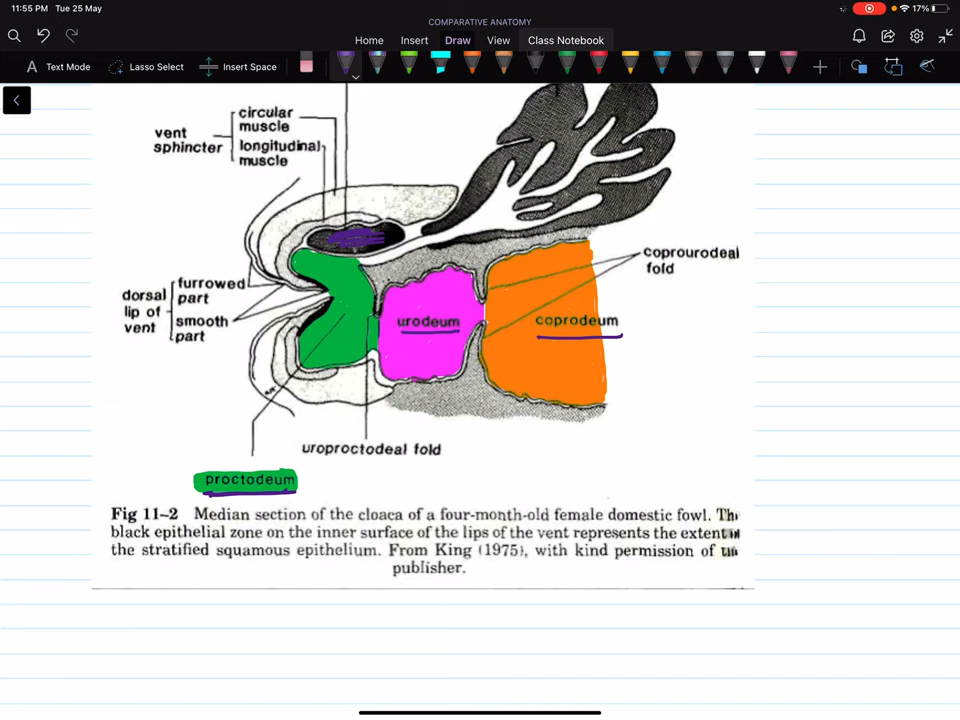 11:55 PM Tue 25 May
17%
COMPARATIVE ANATOMY
Home Insert Draw View Class Notebook
Text Mode Lasso Select Insert Space
vent sphincter
circular muscle
longitudinal muscle
dorsal lip of vent
furrowed part
smooth part
coprourodeal fold
urodeum
coprodeum
uroproctodeal fold
proctodeum
Fig 11–2 Median section of the cloaca of a four-month-old female domestic fowl. The
black epithelial zone on the inner surface of the lips of the vent represents the extent
the stratified squamous epithelium. From King (1975), with kind permission of
publisher.